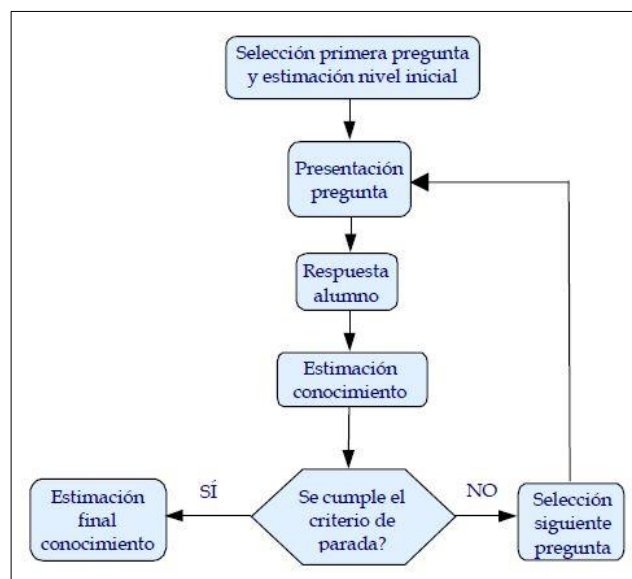 Selección primera pregunta
y estimación nivel inicial
Presentación
pregunta
Respuesta
alumno
Estimación
conocimiento
Se cumple el
criterio de
parada?
SÍ
NO
Estimación
final
conocimiento
Selección
siguiente
pregunta